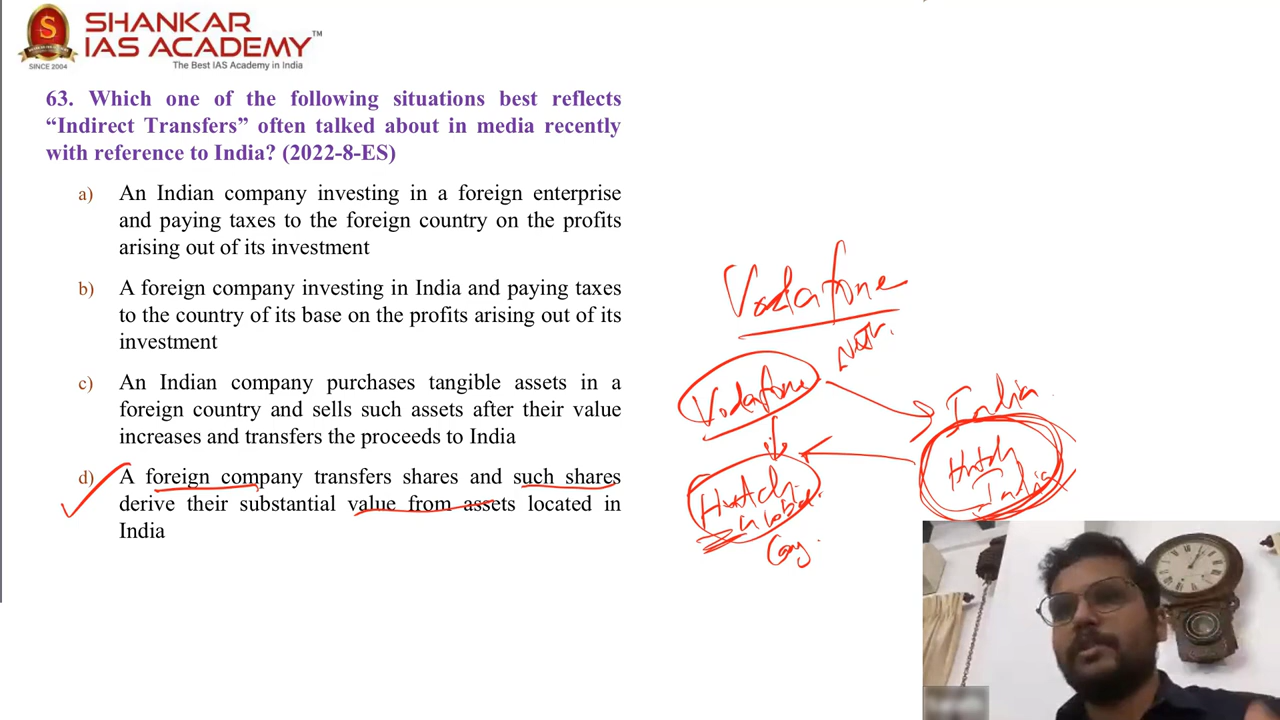 SHANKAR
IAS ACADEMY™
The Best IAS Academy in India
S
SINCE 2004
63. Which one of the following situations best reflects
“Indirect Transfers” often talked about in media recently
with reference to India? (2022-8-ES)
a) An Indian company investing in a foreign enterprise
and paying taxes to the foreign country on the profits
arising out of its investment
b) A foreign company investing in India and paying taxes
to the country of its base on the profits arising out of its
investment
c) An Indian company purchases tangible assets in a
foreign country and sells such assets after their value
increases and transfers the proceeds to India
d) A foreign company transfers shares and such shares
derive their substantial value from assets located in
India
Vodafone
Neth.
Vodafone
India
Hutch
India
Hutch
Global